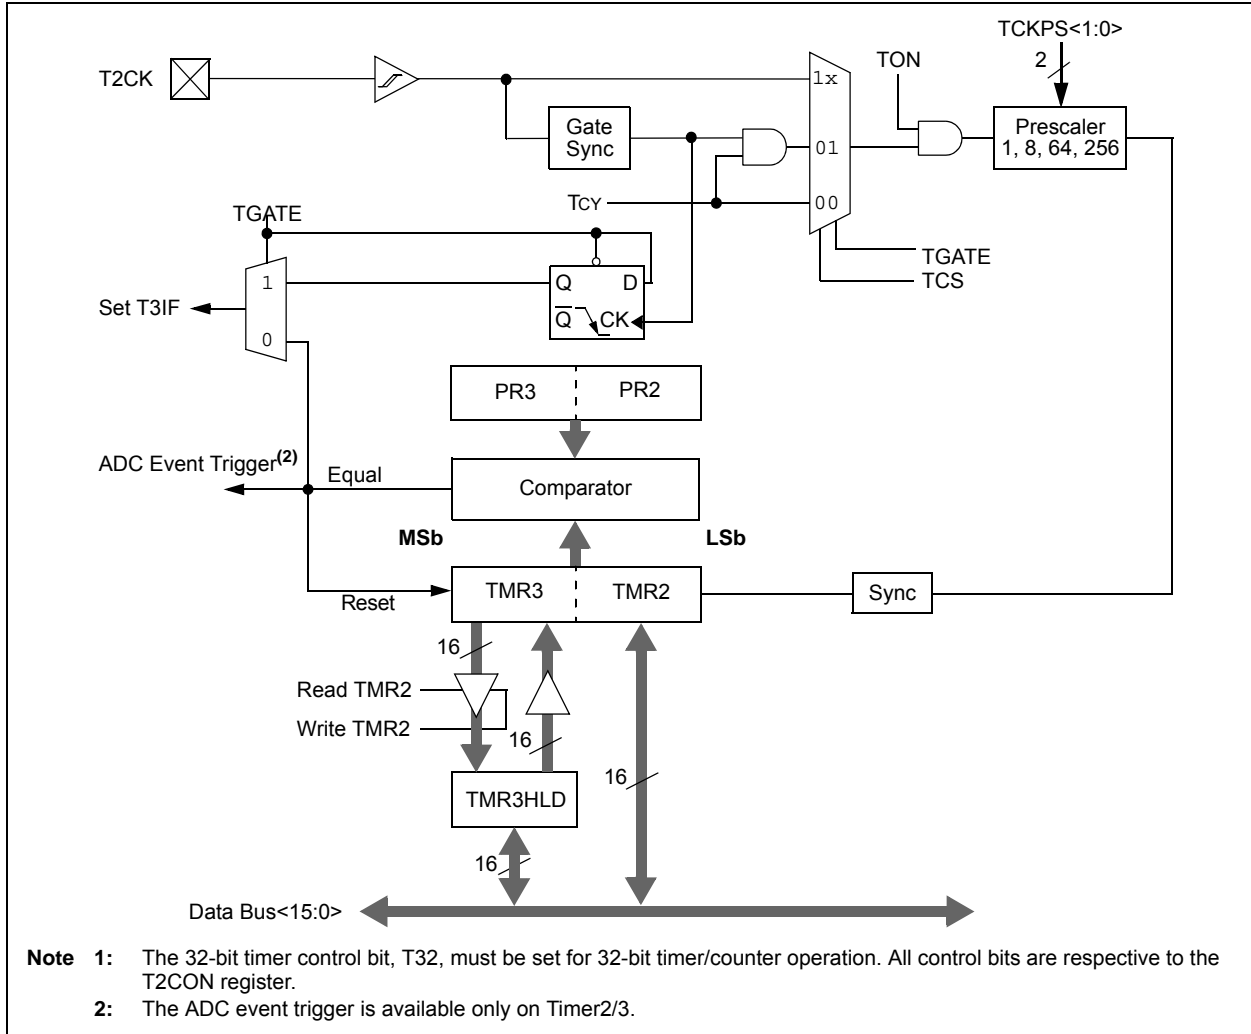 TCKPS<1:0>
2
TON
T2CK
1x
Gate
Sync
Prescaler
1, 8, 64, 256
01
TCY
00
TGATE
TGATE
TCS
1
Q
D
Set T3IF
Q
CK
0
PR3
PR2
ADC Event Trigger(2)
Equal
Comparator
MSb
LSb
TMR3
TMR2
Sync
Reset
16
Read TMR2
Write TMR2
16
16
TMR3HLD
16
Data Bus<15:0>
Note 1: The 32-bit timer control bit, T32, must be set for 32-bit timer/counter operation. All control bits are respective to the
T2CON register.
2: The ADC event trigger is available only on Timer2/3.